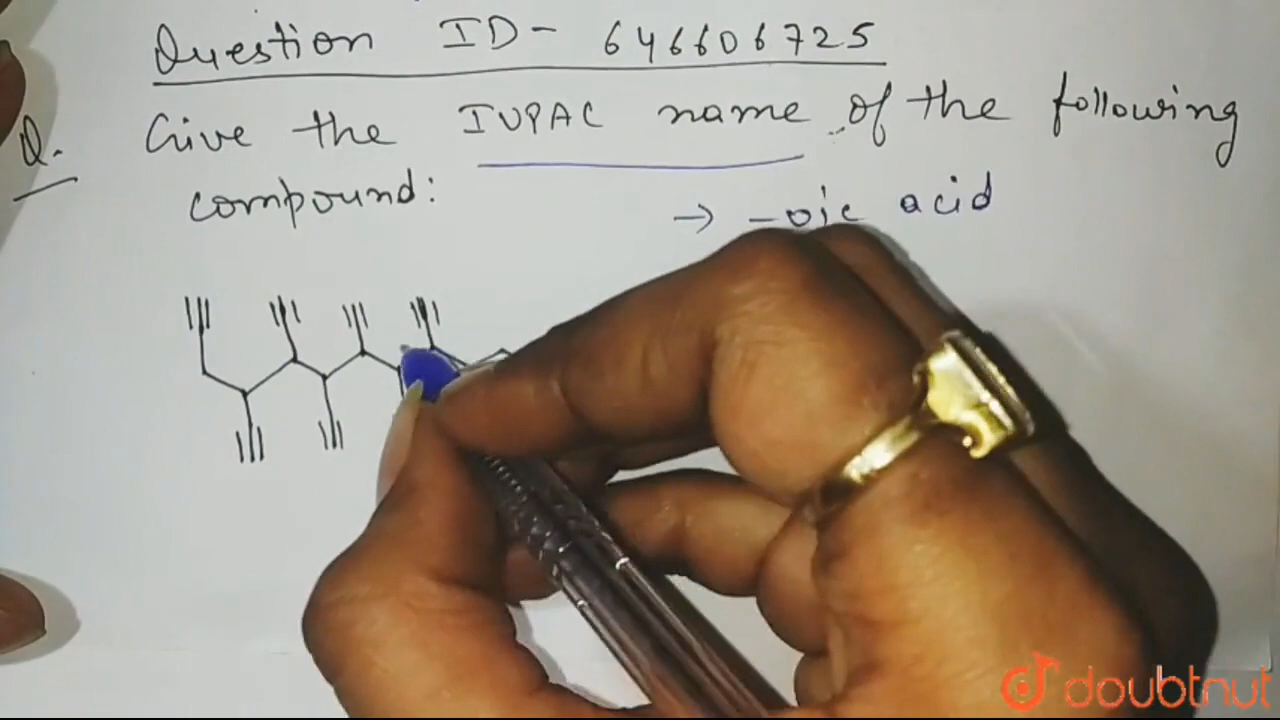 Question ID- 646606725
Q. Give the IUPAC name of the following
compound:
→ -oic acid
doubtnut